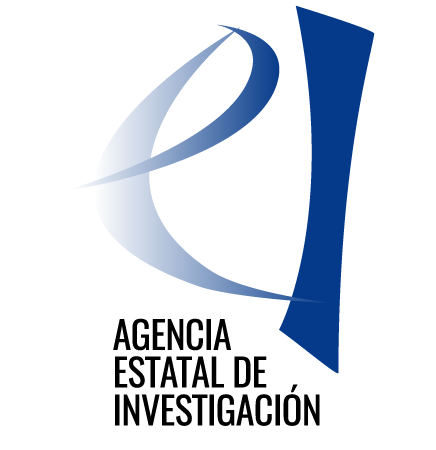 AGENCIA
ESTATAL DE
INVESTIGACIÓN